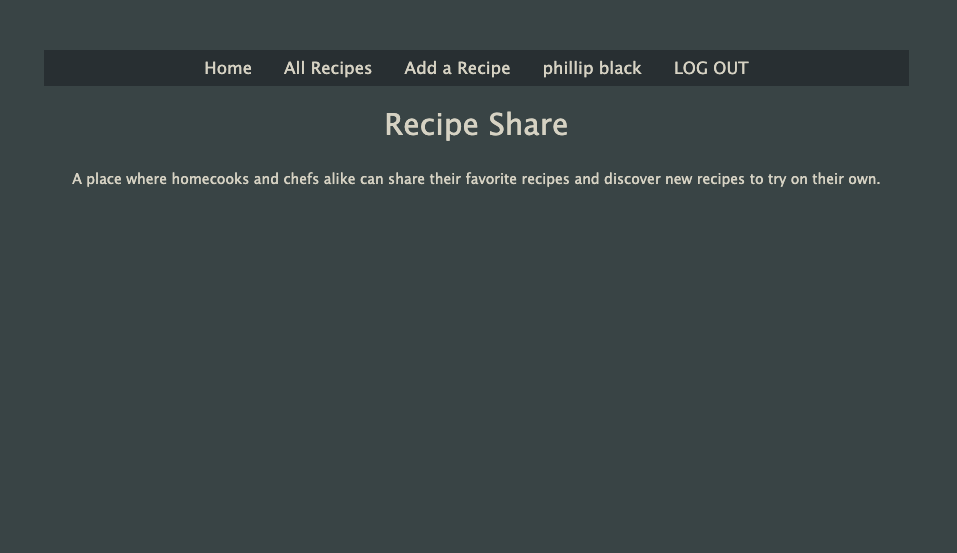 Home All Recipes Add a Recipe phillip black LOG OUT
Recipe Share
A place where homecooks and chefs alike can share their favorite recipes and discover new recipes to try on their own.